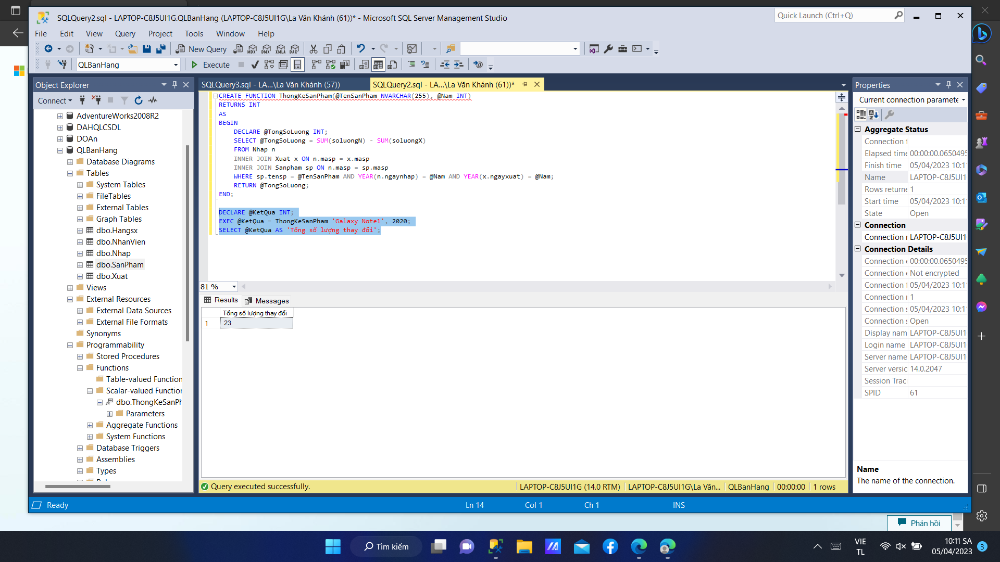 SQLQuery2.sql - LAPTOP-C8J5UI1G.QLBanHang (LAPTOP-C8J5UI1G\La Văn Khánh (61))* - Microsoft SQL Server Management Studio
Quick Launch (Ctrl+Q)
File Edit View Query Project Tools Window Help
New Query
MDX DMX XMLA DAX
QLBanHang
Execute
Object Explorer
Connect
AdventureWorks2008R2
DAHQLCSDL
DOAn
QLBanHang
Database Diagrams
Tables
System Tables
FileTables
External Tables
Graph Tables
dbo.Hangsx
dbo.NhanVien
dbo.Nhap
dbo.SanPham
dbo.Xuat
Views
External Resources
External Data Sources
External File Formats
Synonyms
Programmability
Stored Procedures
Functions
Table-valued Function
Scalar-valued Function
dbo.ThongKeSanPh
Parameters
Aggregate Functions
System Functions
Database Triggers
Assemblies
Types
SQLQuery3.sql - LA...\La Văn Khánh (57))
SQLQuery2.sql - LA...\La Văn Khánh (61))*
CREATE FUNCTION ThongKeSanPham(@TenSanPham NVARCHAR(255), @Nam INT)
RETURNS INT
AS
BEGIN
DECLARE @TongSoLuong INT;
SELECT @TongSoLuong = SUM(soluongN) - SUM(soluongX)
FROM Nhap n
INNER JOIN Xuat x ON n.masp = x.masp
INNER JOIN Sanpham sp ON n.masp = sp.masp
WHERE sp.tensp = @TenSanPham AND YEAR(n.ngaynhap) = @Nam AND YEAR(x.ngayxuat) = @Nam;
RETURN @TongSoLuong;
END;
DECLARE @KetQua INT;
EXEC @KetQua = ThongKeSanPham 'Galaxy Note1', 2020;
SELECT @KetQua AS 'Tổng số lượng thay đổi';
81 %
Results Messages
Tổng số lượng thay đổi
1 23
Query executed successfully.
LAPTOP-C8J5UI1G (14.0 RTM)
LAPTOP-C8J5UI1G\La Văn...
QLBanHang
00:00:00
1 rows
Properties
Current connection paramete
Aggregate Status
Connection f
Elapsed time 00:00:00.0650495
Finish time 05/04/2023 10:11
Name LAPTOP-C8J5UI1
Rows returne 1
Start time 05/04/2023 10:11
State Open
Connection
Connection r LAPTOP-C8J5UI1
Connection Details
Connection e 00:00:00.0650495
Connection e Not encrypted
Connection f 05/04/2023 10:11
Connection r 1
Connection s 05/04/2023 10:11
Connection s Open
Display nam LAPTOP-C8J5UI1
Login name LAPTOP-C8J5UI1
Server name LAPTOP-C8J5UI1
Server versic 14.0.2047
Session Traci
SPID 61
Name
The name of the connection.
Ready
Ln 14
Col 1
Ch 1
INS
Phản hồi
Tìm kiếm
VIE
TL
10:11 SA
05/04/2023
3